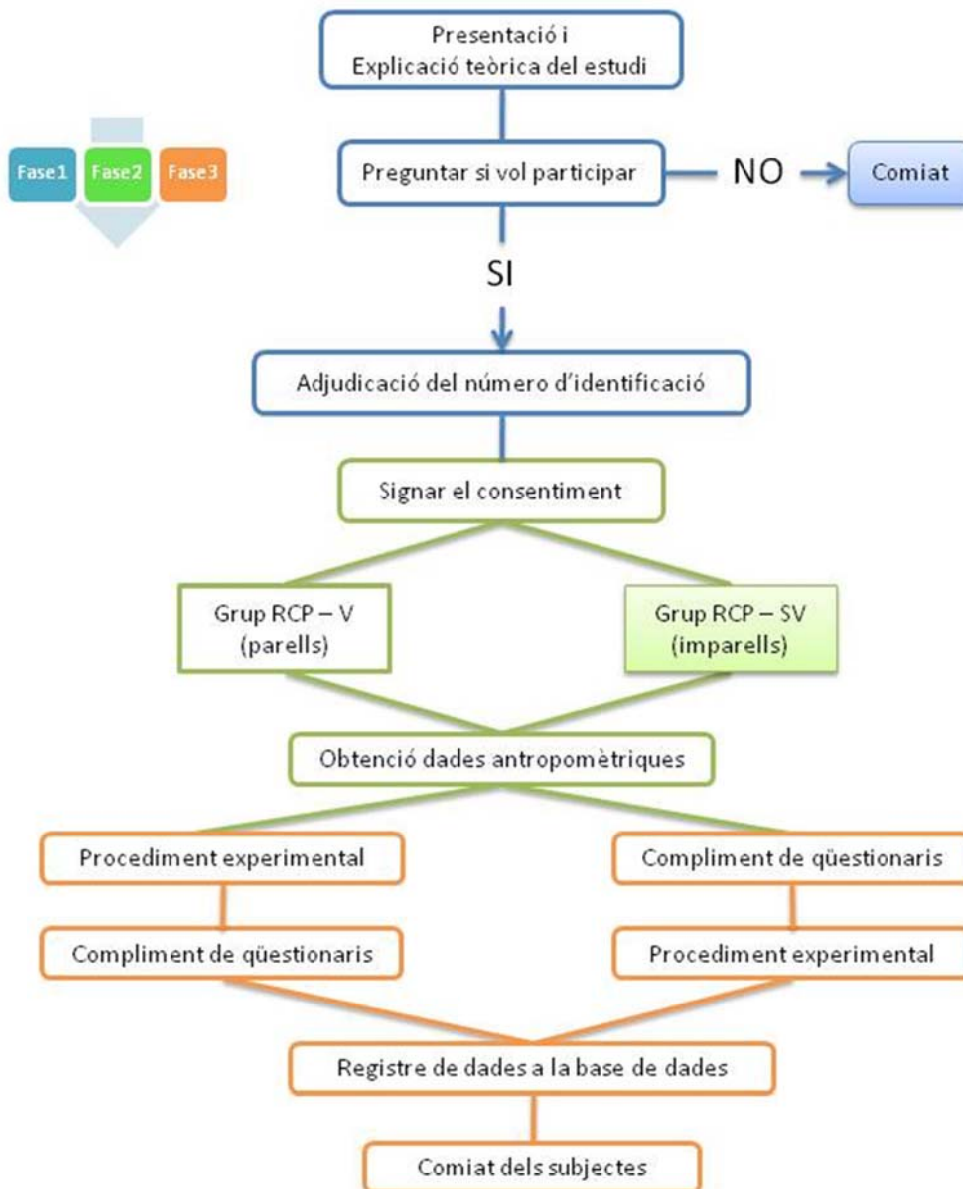 Presentació i
Explicació teòrica del estudi
Fase1
Fase2
Fase3
Preguntar si vol participar
NO
Comiat
SI
Adjudicació del número d'identificació
Signar el consentiment
Grup RCP – V
(parells)
Grup RCP – SV
(imparells)
Obtenció dades antropomètriques
Procediment experimental
Compliment de qüestionaris
Compliment de qüestionaris
Procediment experimental
Registre de dades a la base de dades
Comiat dels subjectes